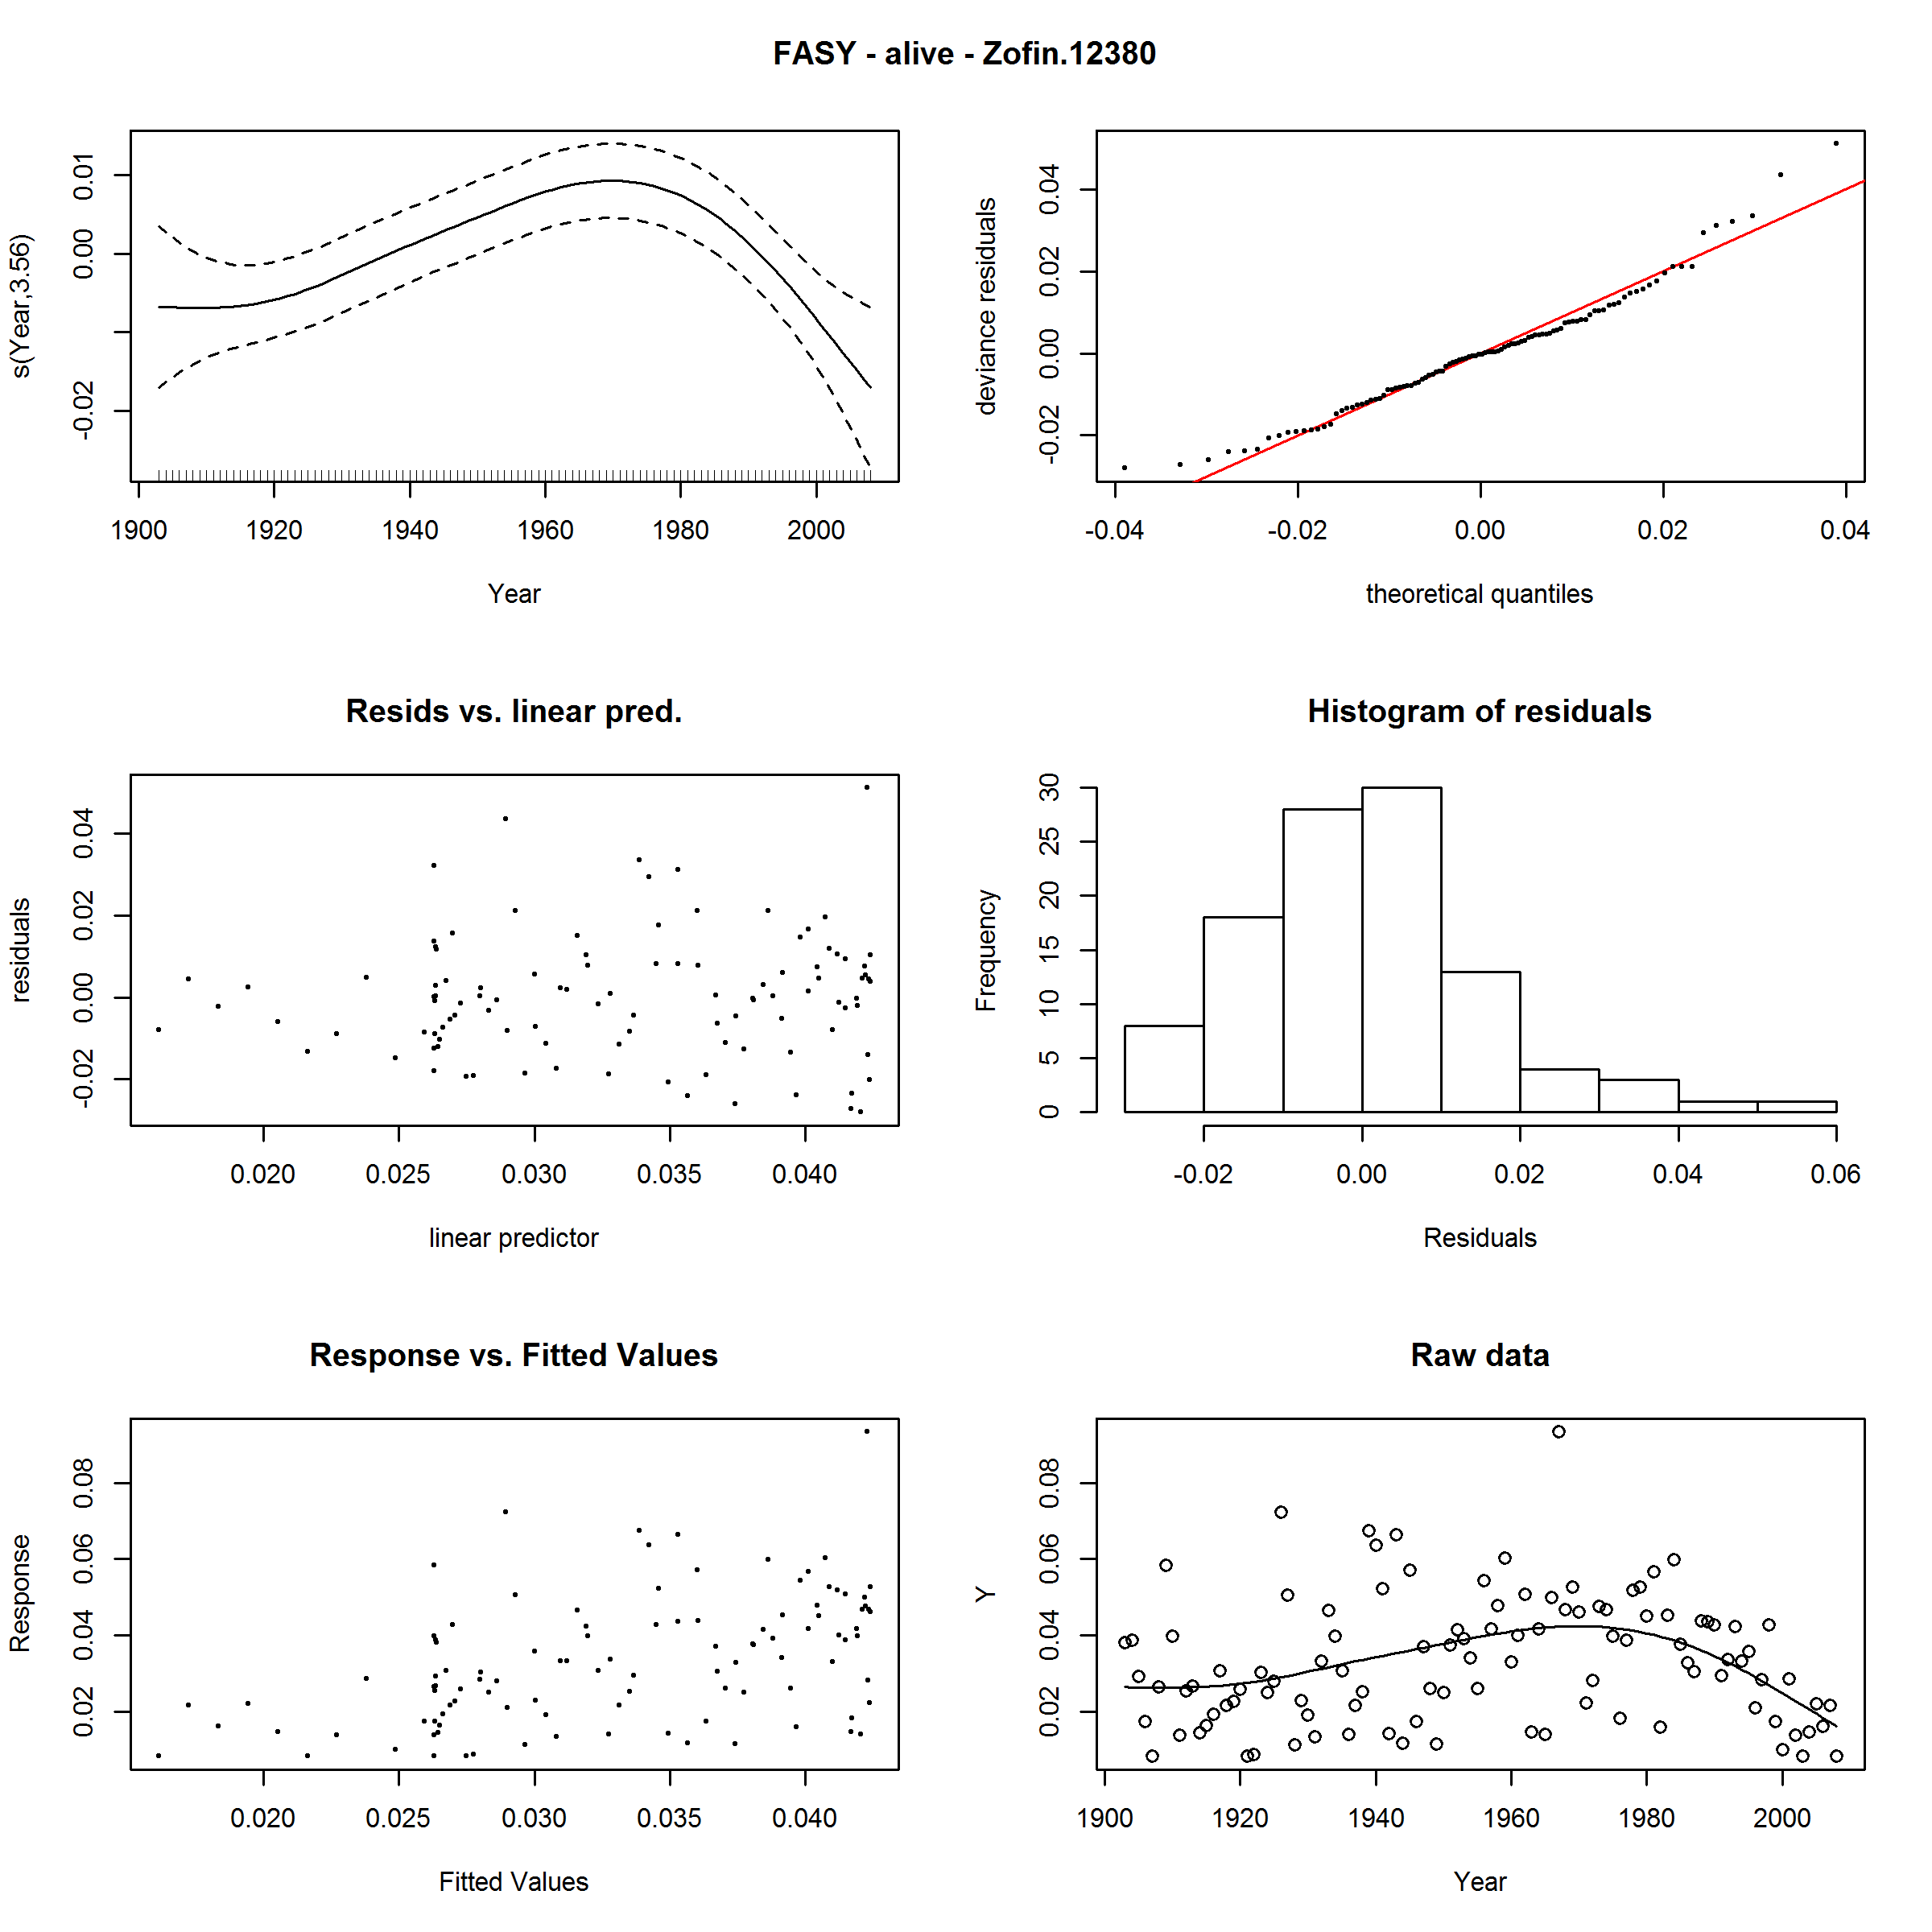 FASY - alive - Zofin.12380
s(Year,3.56)
-0.02 0.00 0.01
1900 1920 1940 1960 1980 2000
Year
deviance residuals
-0.02 0.00 0.02 0.04
-0.04 -0.02 0.00 0.02 0.04
theoretical quantiles
Resids vs. linear pred.
residuals
-0.02 0.00 0.02 0.04
0.020 0.025 0.030 0.035 0.040
linear predictor
Histogram of residuals
Frequency
0 5 10 15 20 25 30
-0.02 0.00 0.02 0.04 0.06
Residuals
Response vs. Fitted Values
Response
0.02 0.04 0.06 0.08
0.020 0.025 0.030 0.035 0.040
Fitted Values
Raw data
Y
0.02 0.04 0.06 0.08
1900 1920 1940 1960 1980 2000
Year